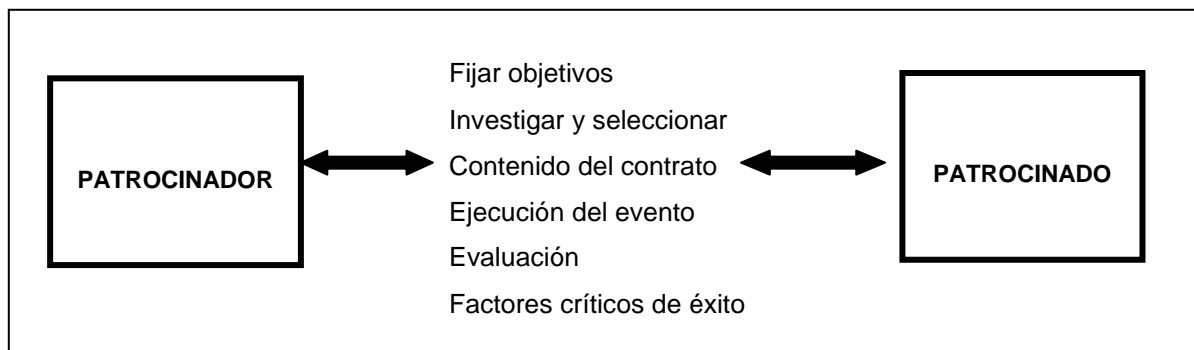 Fijar objetivos
Investigar y seleccionar
PATROCINADOR
Contenido del contrato
PATROCINADO
Ejecución del evento
Evaluación
Factores críticos de éxito